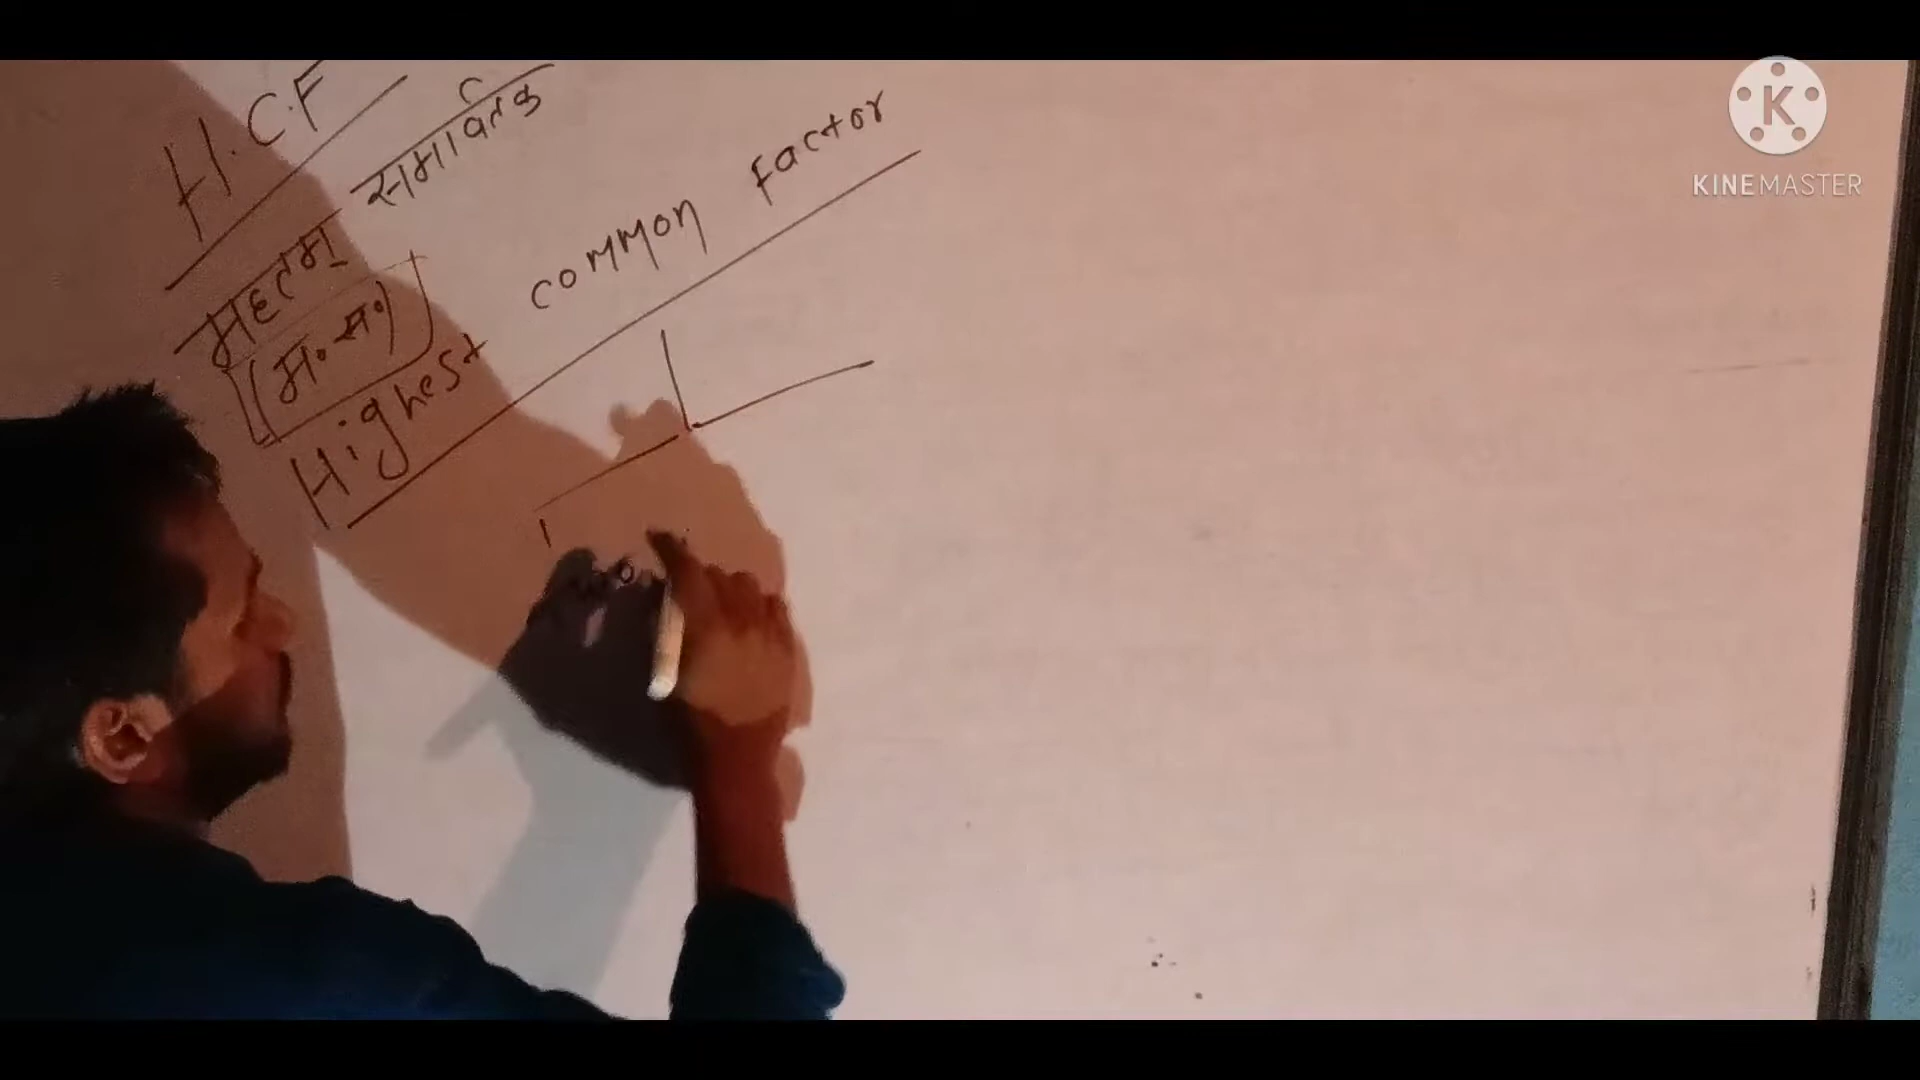 H.C.F
महत्तम समापवर्तक
(म०स०)
Highest common Factor
KINEMASTER